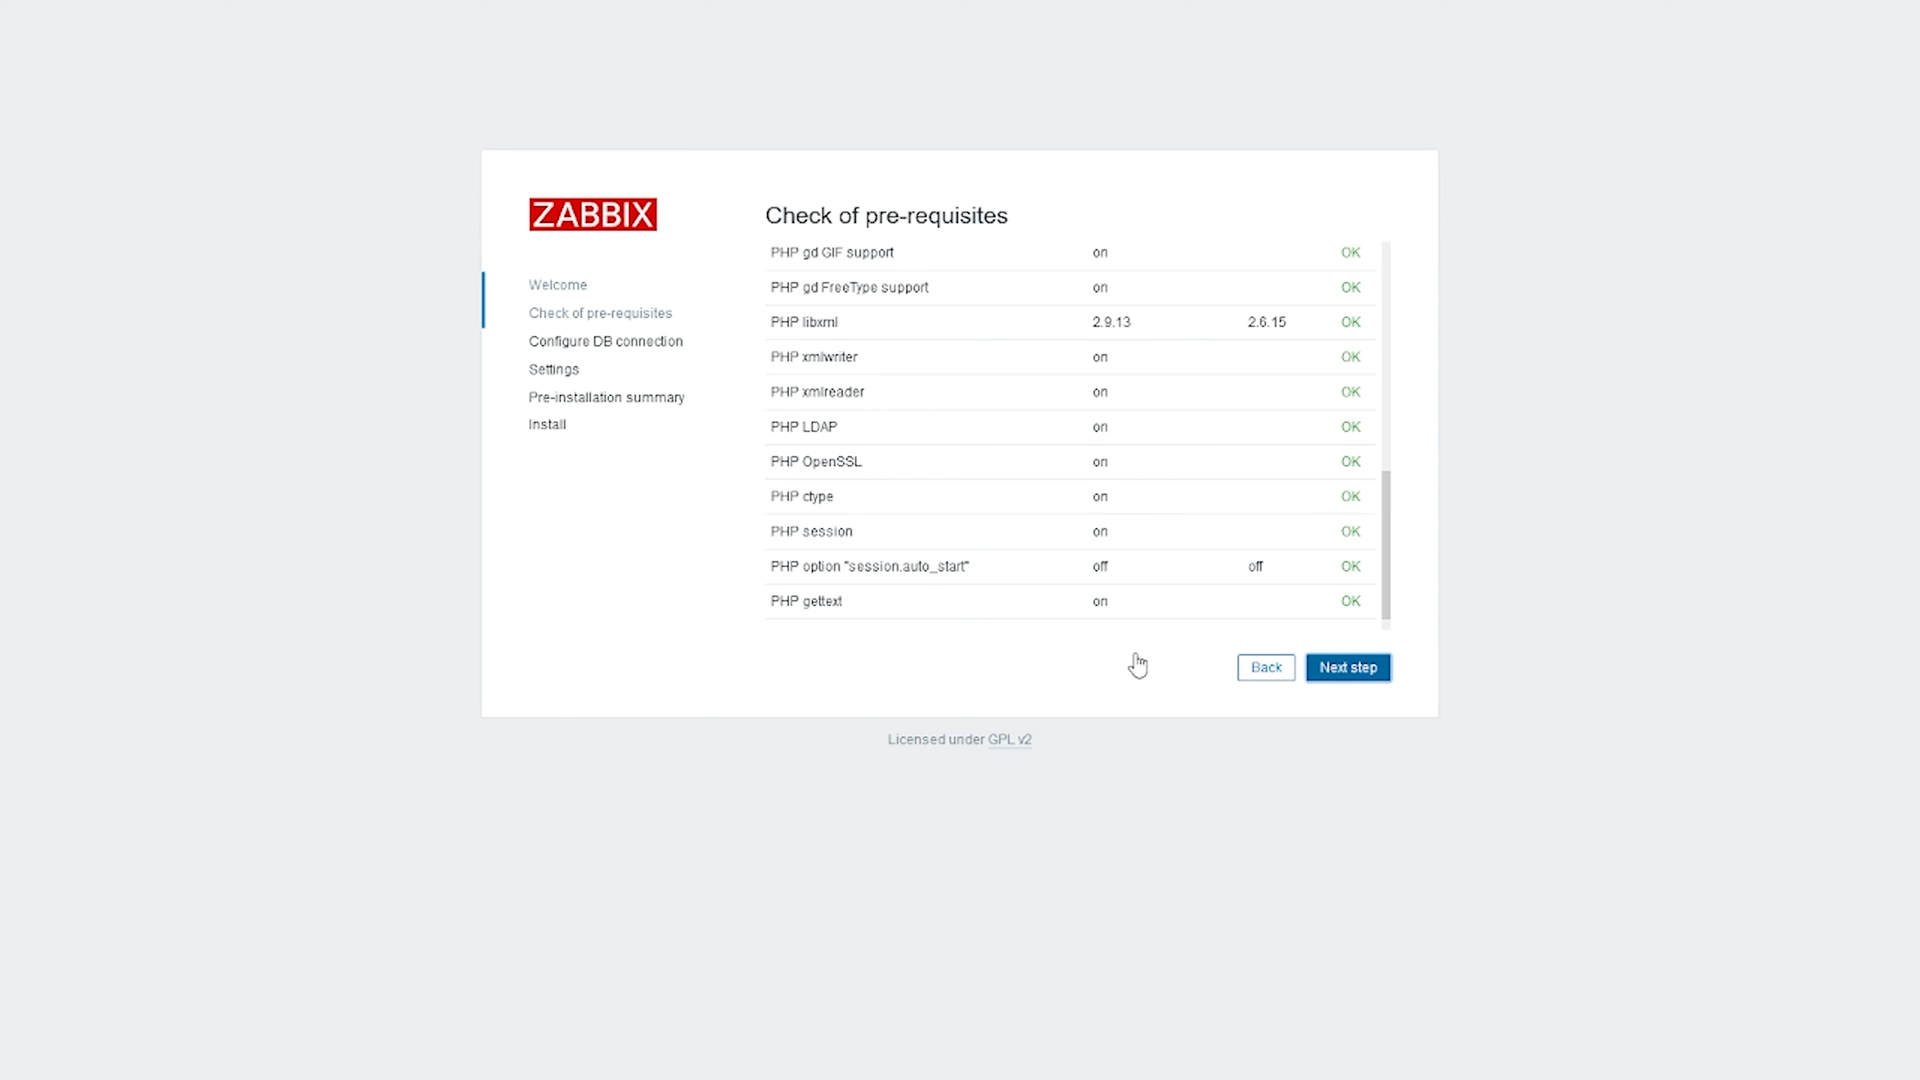 ZABBIX
Welcome
Check of pre-requisites
Configure DB connection
Settings
Pre-installation summary
Install
Check of pre-requisites
PHP gd GIF support on OK
PHP gd FreeType support on OK
PHP libxml 2.9.13 2.6.15 OK
PHP xmlwriter on OK
PHP xmlreader on OK
PHP LDAP on OK
PHP OpenSSL on OK
PHP ctype on OK
PHP session on OK
PHP option "session.auto_start" off off OK
PHP gettext on OK
Back Next step
Licensed under GPL v2